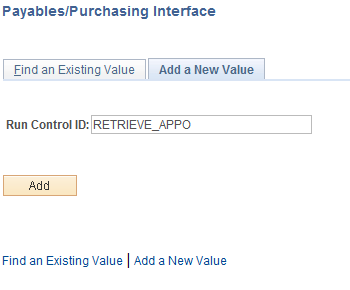 Payables/Purchasing Interface
Find an Existing Value Add a New Value
Run Control ID: RETRIEVE_APPO
Add
Find an Existing Value | Add a New Value